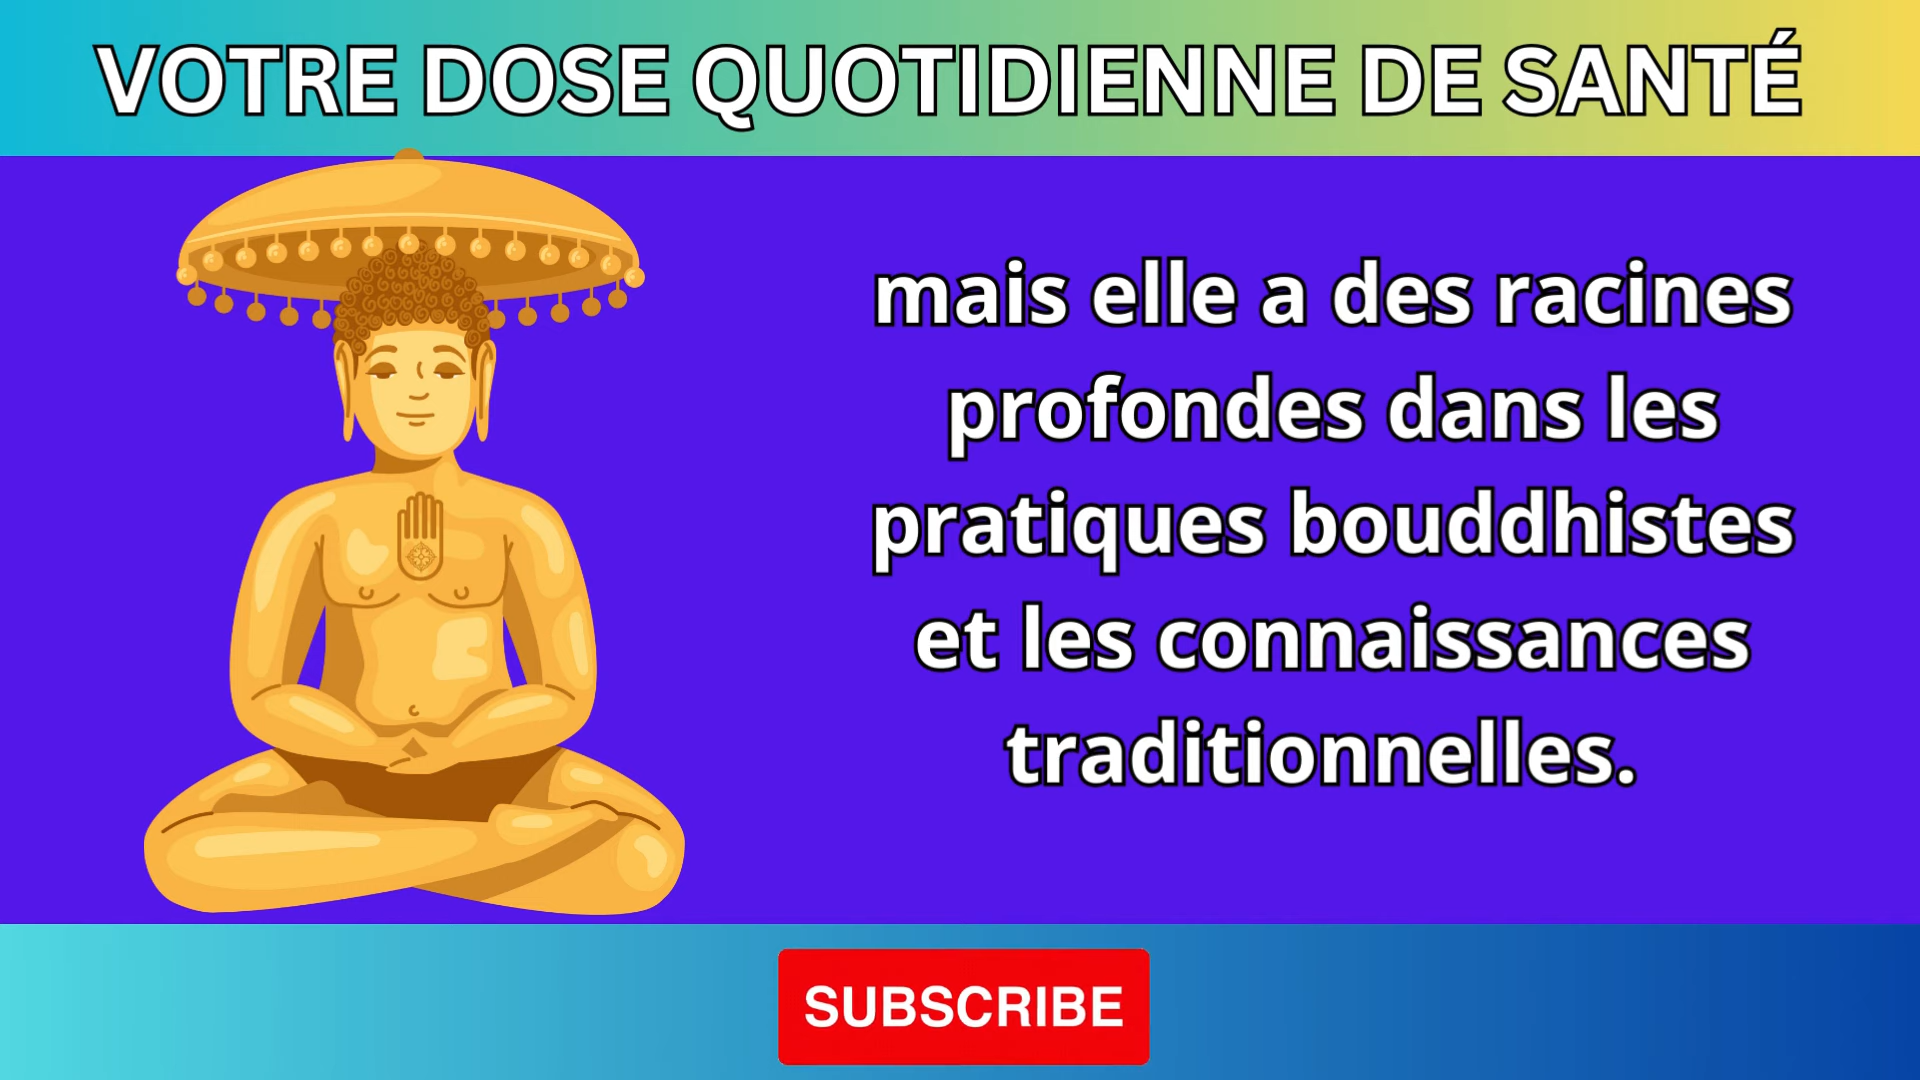 VOTRE DOSE QUOTIDIENNE DE SANTÉ
mais elle a des racines
profondes dans les
pratiques bouddhistes
et les connaissances
traditionnelles.
SUBSCRIBE